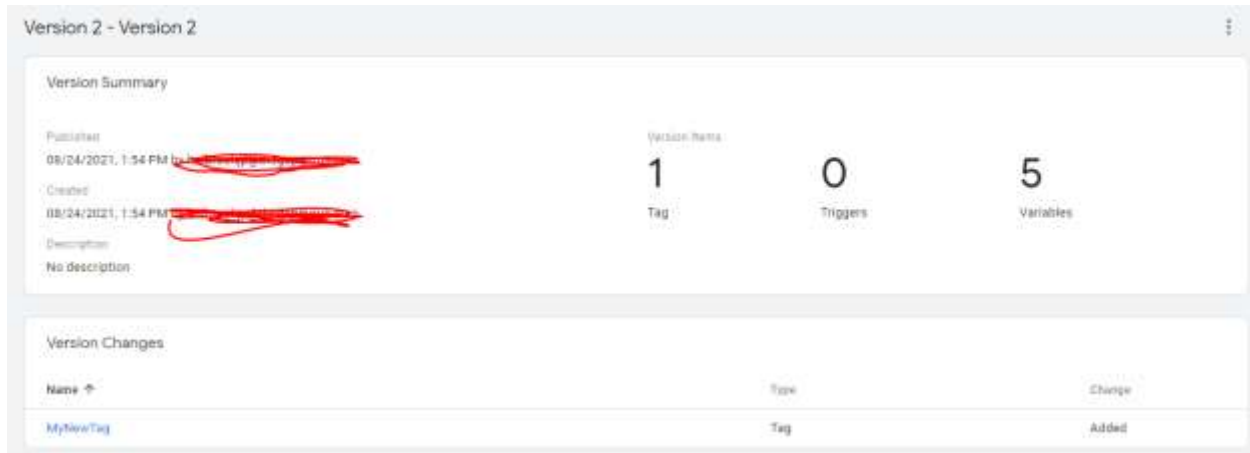 Version 2 - Version 2
Version Summary
Published
08/24/2021, 1:54 PM by
Created
08/24/2021, 1:54 PM
Description
No description
Version Items
1 0 5
Tag Triggers Variables
Version Changes
Name ↑ Type Change
MyNewTag Tag Added